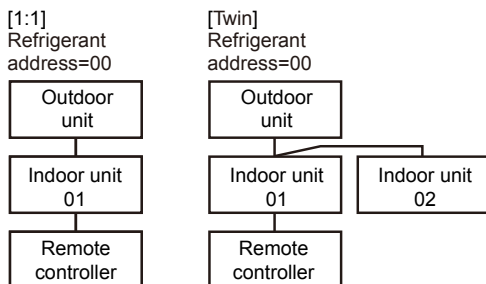 [1:1]
Refrigerant
address=00
Outdoor
unit
Indoor unit
01
Remote
controller
[Twin]
Refrigerant
address=00
Outdoor
unit
Indoor unit
01
Indoor unit
02
Remote
controller